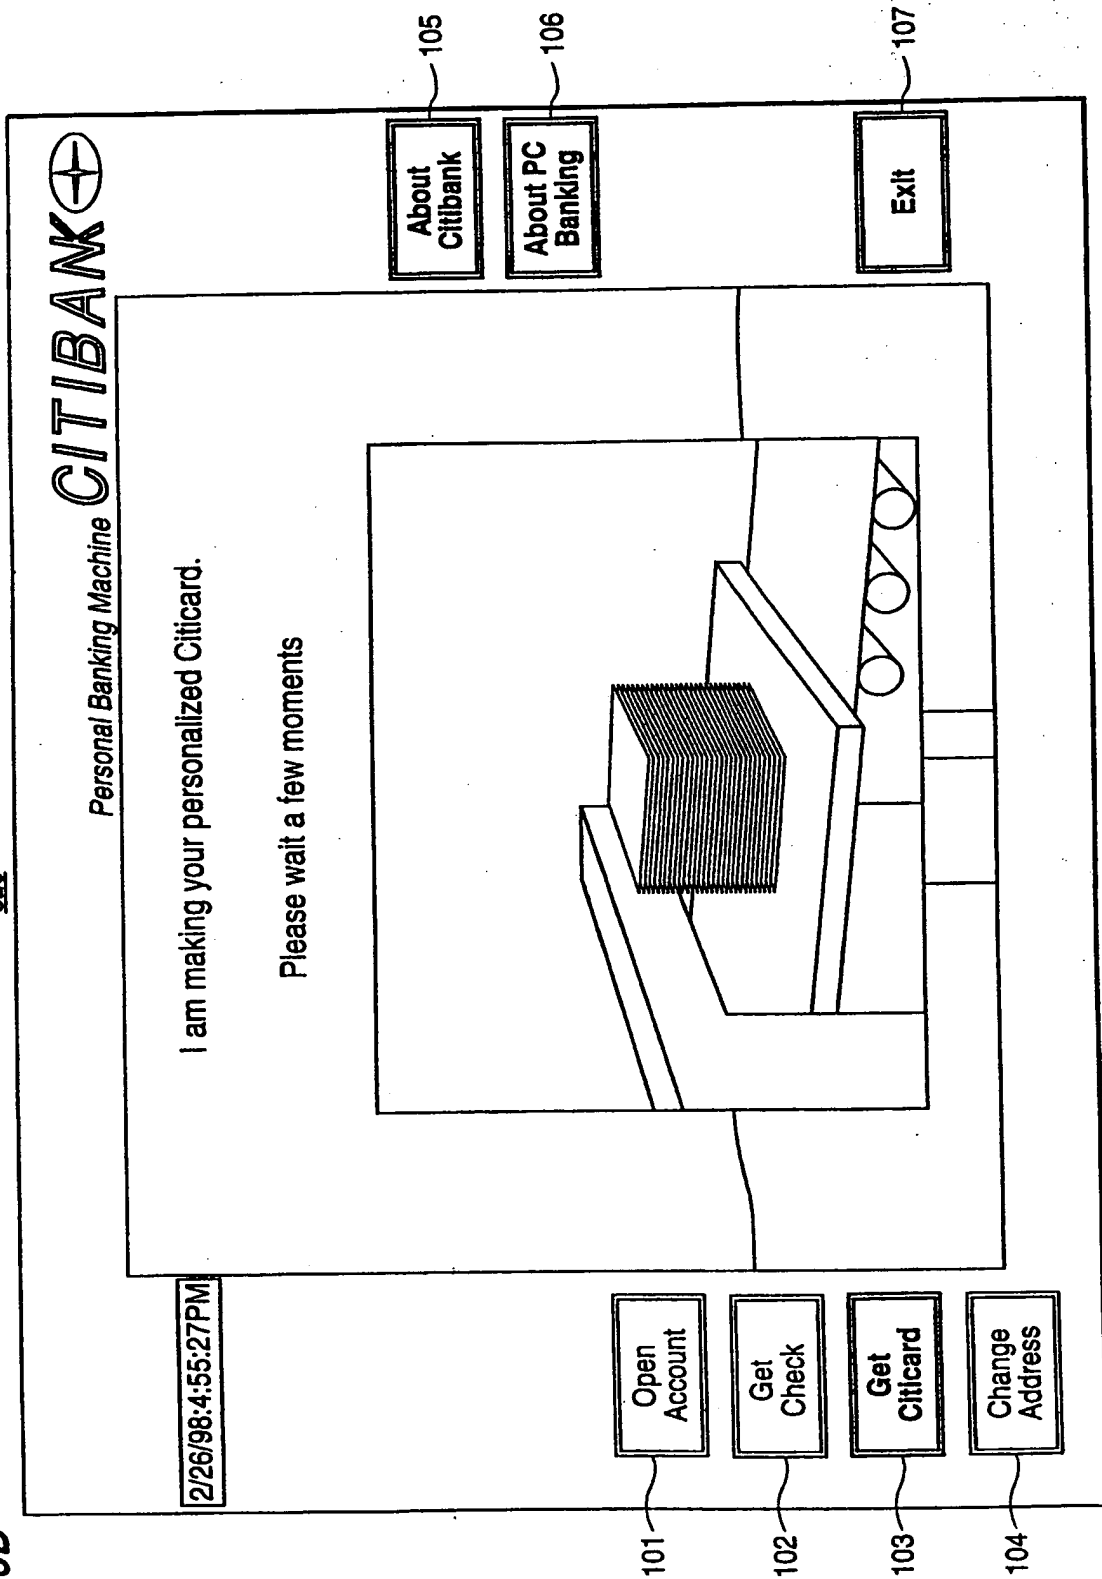 Personal Banking Machine CITIBANK
2/26/98:4:55:27PM
I am making your personalized Citicard.
Please wait a few moments
Open
Account
Get
Check
Get
Citicard
Change
Address
About
Citibank
About PC
Banking
Exit
101
102
103
104
105
106
107